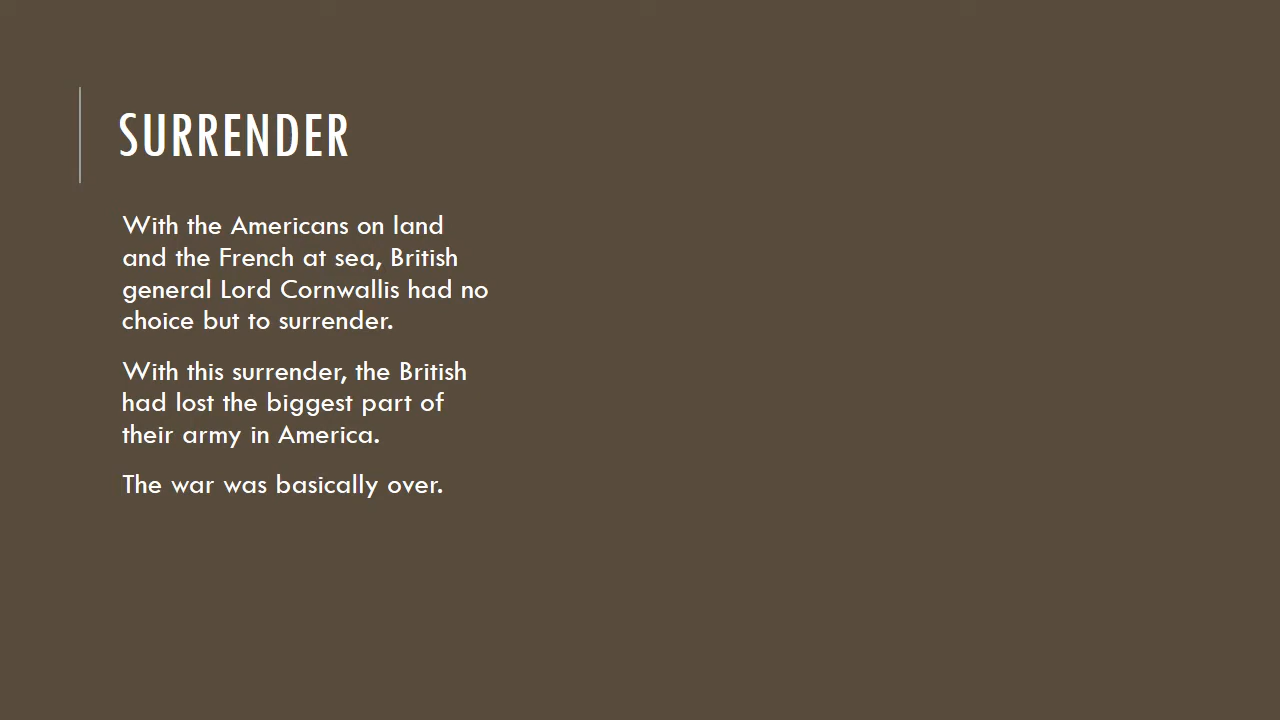 SURRENDER
With the Americans on land
and the French at sea, British
general Lord Cornwallis had no
choice but to surrender.
With this surrender, the British
had lost the biggest part of
their army in America.
The war was basically over.